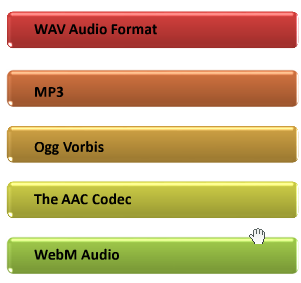 WAV Audio Format
MP3
Ogg Vorbis
The AAC Codec
WebM Audio